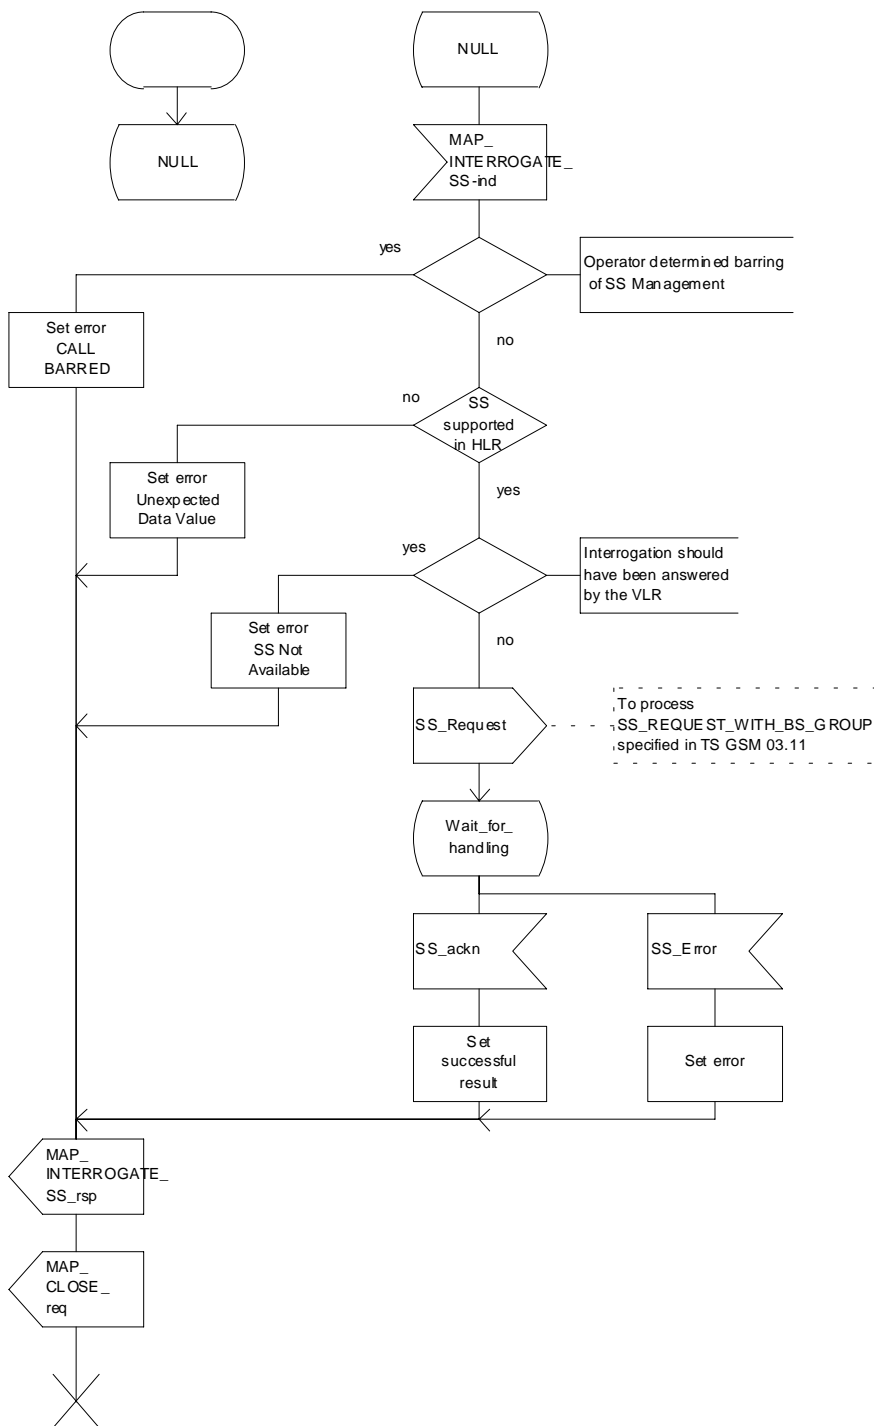 NULL
NULL
MAP_
INTERROGATE_
SS-ind
yes
Operator determined barring
of SS Management
Set error
CALL
BARRED
no
no
SS
supported
in HLR
Set error
Unexpected
Data Value
yes
yes
Interrogation should
have been answered
by the VLR
Set error
SS Not
Available
no
SS_Request
To process
SS_REQUEST_WITH_BS_GROUP
specified in TS GSM 03.11
Wait_for_
handling
SS_ackn
SS_Error
Set
successful
result
Set error
MAP_
INTERROGATE_
SS_rsp
MAP_
CLOSE_
req